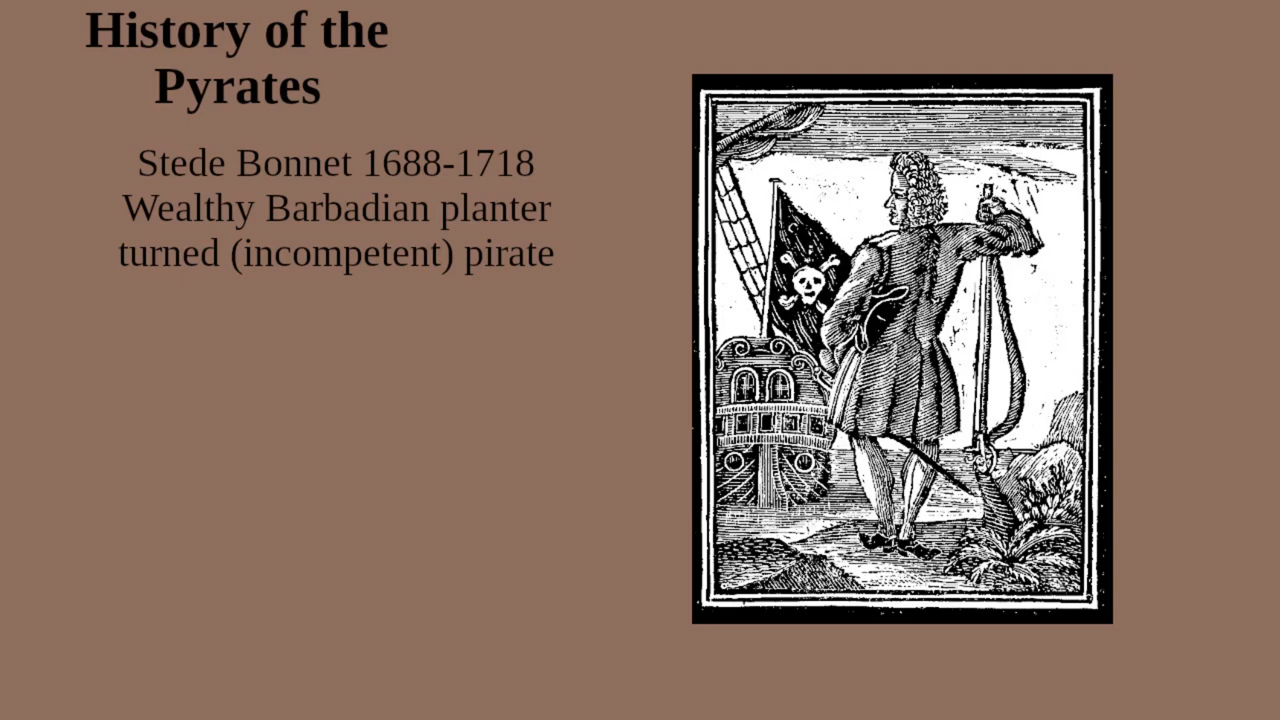 History of the
Pyrates
Stede Bonnet 1688-1718
Wealthy Barbadian planter
turned (incompetent) pirate